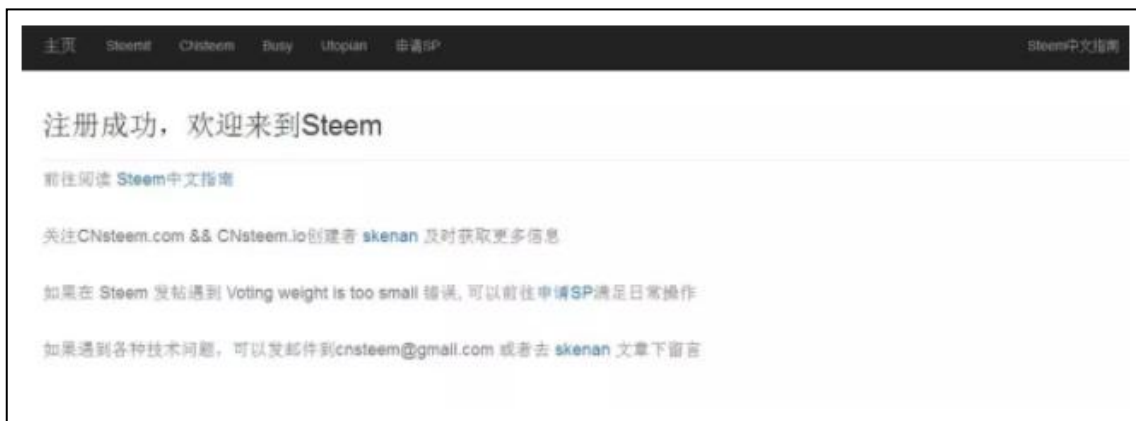 主页 Steemit CNsteem Busy Utopian 申请SP Steem中文指南
注册成功，欢迎来到Steem
前往阅读 Steem中文指南
关注CNsteem.com && CNsteem.io创建者 skenan 及时获取更多信息
如果在 Steem 发帖遇到 Voting weight is too small 错误, 可以前往申请SP满足日常操作
如果遇到各种技术问题，可以发邮件到cnsteem@gmail.com 或者去 skenan 文章下留言